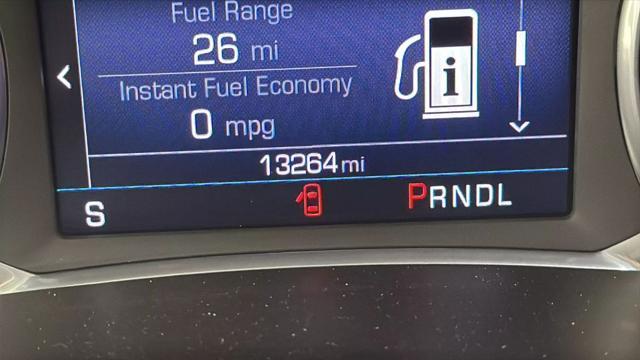 Fuel Range
26 mi
Instant Fuel Economy
0 mpg
13264mi
S
PRNDL